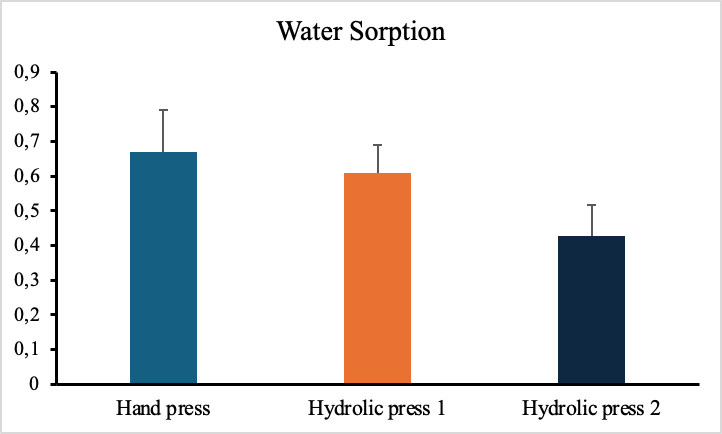 Water Sorption
0,9
0,8
0,7
0,6
0,5
0,4
0,3
0,2
0,1
0
Hand press
Hydrolic press 1
Hydrolic press 2